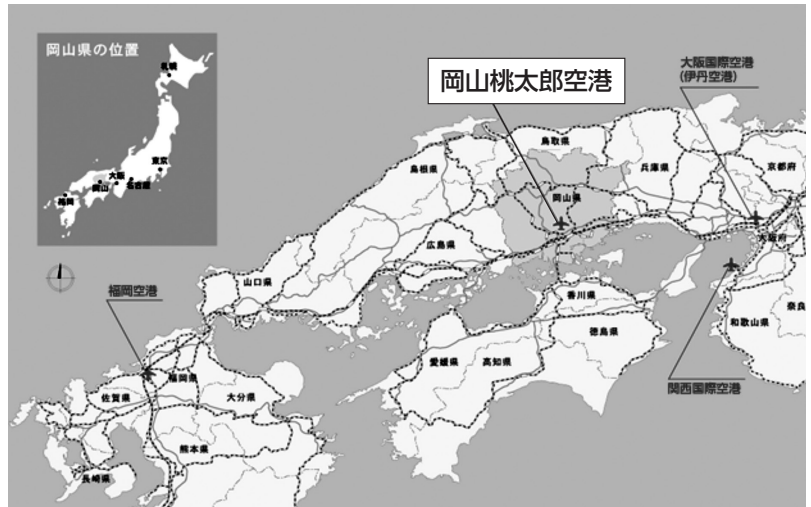 岡山県の位置
札幌
東京
大阪
名古屋
岡山
福岡
岡山桃太郎空港
大阪国際空港
(伊丹空港)
鳥取県
島根県
兵庫県
京都府
岡山県
広島県
大阪府
山口県
福岡空港
香川県
奈良
和歌山県
徳島県
愛媛県
高知県
福岡県
佐賀県
大分県
関西国際空港
熊本県
長崎県